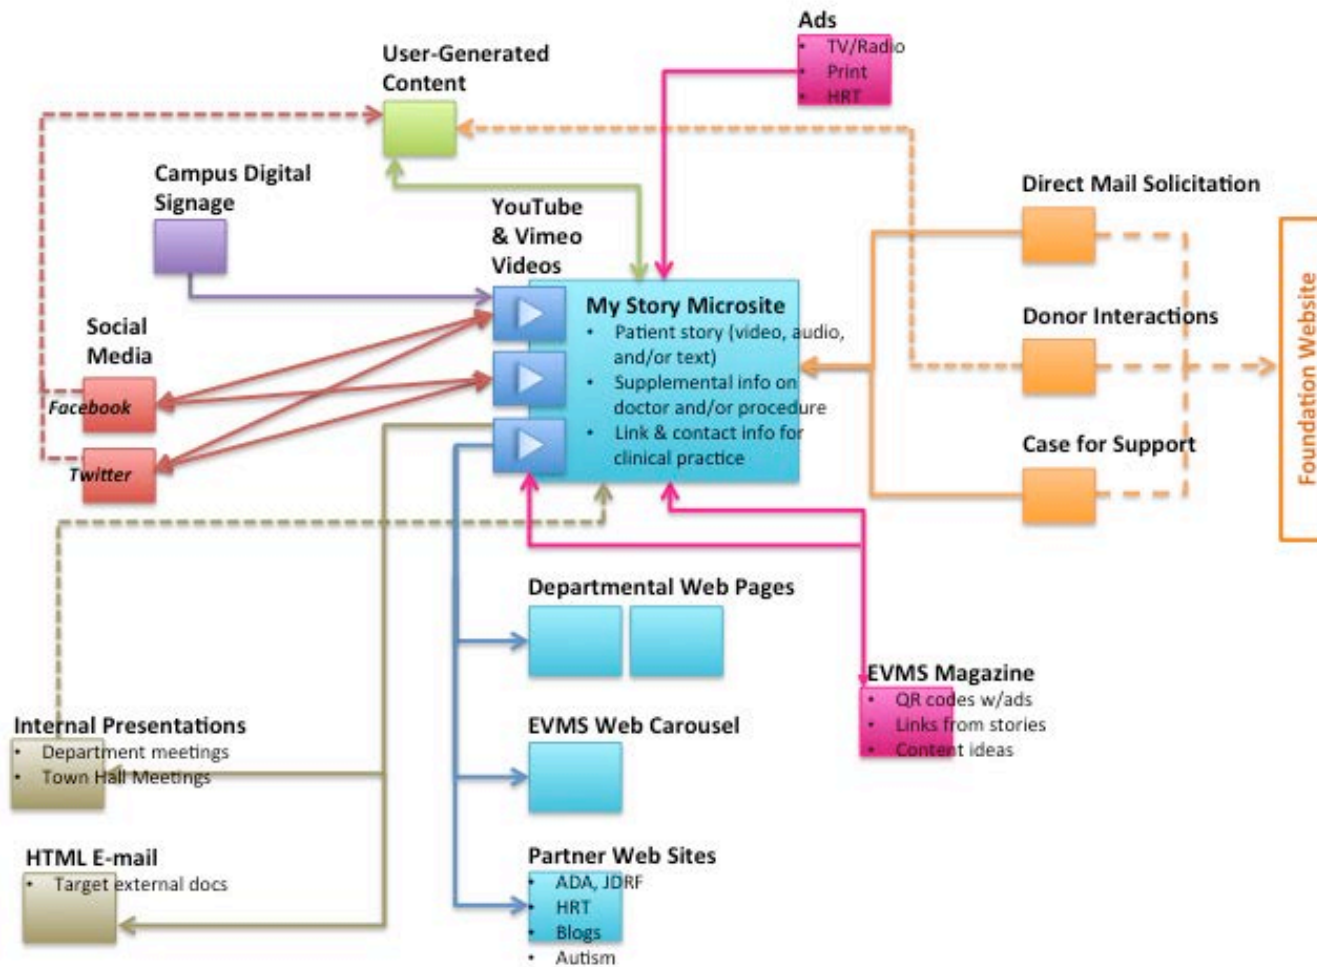 Ads
• TV/Radio
• Print
• HRT
User-Generated
Content
Campus Digital
Signage
YouTube
& Vimeo
Videos
Direct Mail Solicitation
Social
Media
Facebook
Twitter
My Story Microsite
• Patient story (video, audio,
and/or text)
• Supplemental info on
doctor and/or procedure
• Link & contact info for
clinical practice
Donor Interactions
Case for Support
Foundation Website
Departmental Web Pages
EVMS Magazine
• QR codes w/ads
• Links from stories
• Content ideas
Internal Presentations
• Department meetings
• Town Hall Meetings
EVMS Web Carousel
HTML E-mail
• Target external docs
Partner Web Sites
• ADA, JDRF
• HRT
• Blogs
• Autism